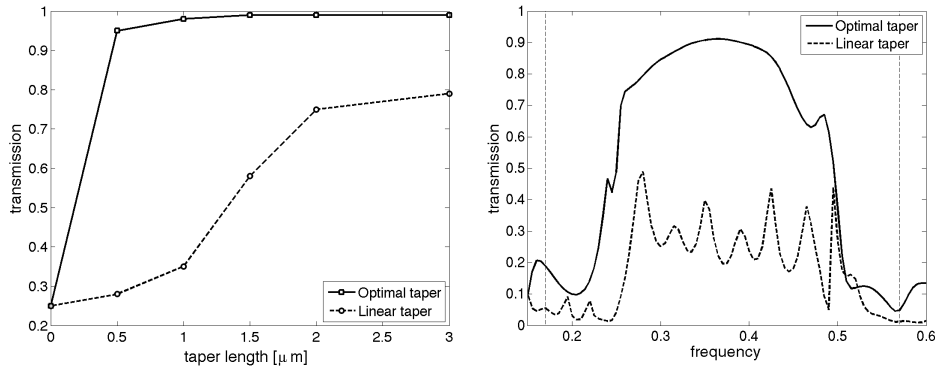 1
0.9
0.8
0.7
0.6
0.5
0.4
0.3
0.2
transmission
0 0.5 1.0 1.5 2 2.5 3
taper length [μ m]
Optimal taper
Linear taper
1
0.9
0.8
0.7
0.6
0.5
0.4
0.3
0.2
0.1
0
transmission
0.2 0.3 0.4 0.5 0.6
frequency
Optimal taper
Linear taper